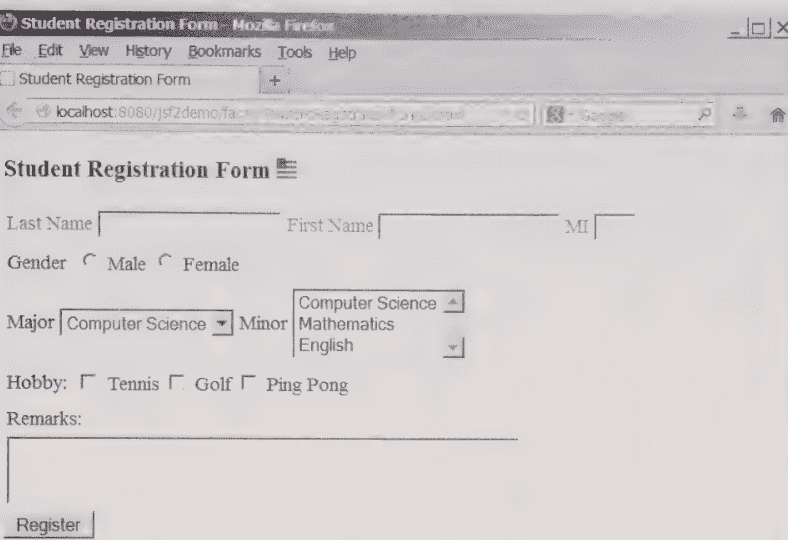 Student Registration Form - Mozilla Firefox
File Edit View History Bookmarks Tools Help
Student Registration Form +
localhost:8080/jsf2demo/fa
Google
Student Registration Form
Last Name First Name MI
Gender Male Female
Major Computer Science Minor Computer Science
Mathematics
English
Hobby: Tennis Golf Ping Pong
Remarks:
Register